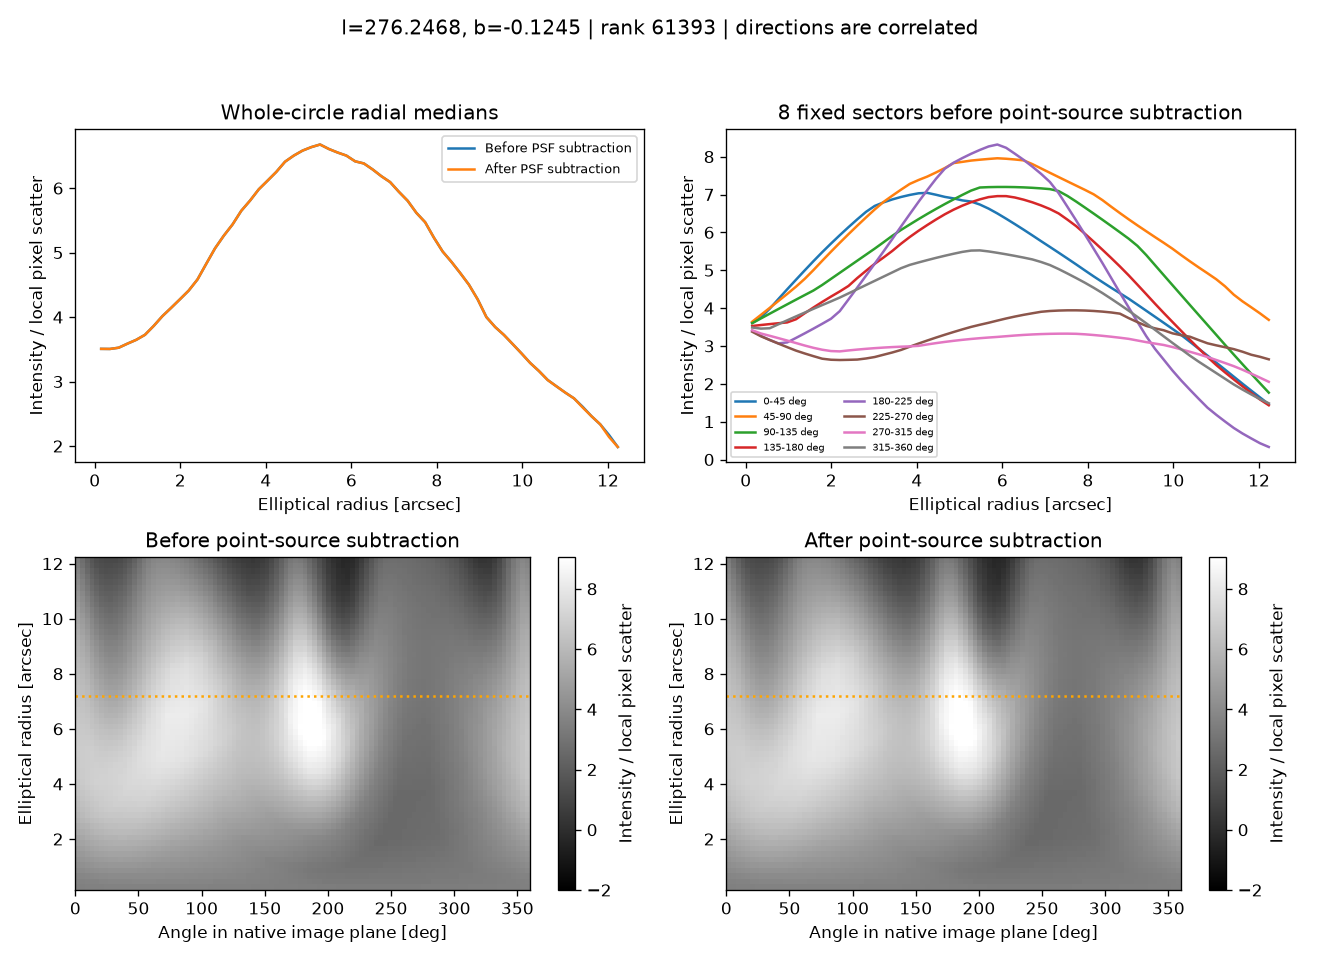 l=276.2468, b=-0.1245 | rank 61393 | directions are correlated
Whole-circle radial medians
Intensity / local pixel scatter
6
5
4
3
2
Before PSF subtraction
After PSF subtraction
0 2 4 6 8 10 12
Elliptical radius [arcsec]
8 fixed sectors before point-source subtraction
Intensity / local pixel scatter
8
7
6
5
4
3
2
1
0
0-45 deg
45-90 deg
90-135 deg
135-180 deg
180-225 deg
225-270 deg
270-315 deg
315-360 deg
0 2 4 6 8 10 12
Elliptical radius [arcsec]
Before point-source subtraction
Elliptical radius [arcsec]
12
10
8
6
4
2
0 50 100 150 200 250 300 350
Angle in native image plane [deg]
8
6
4
2
0
−2
Intensity / local pixel scatter
After point-source subtraction
Elliptical radius [arcsec]
12
10
8
6
4
2
0 50 100 150 200 250 300 350
Angle in native image plane [deg]
8
6
4
2
0
−2
Intensity / local pixel scatter